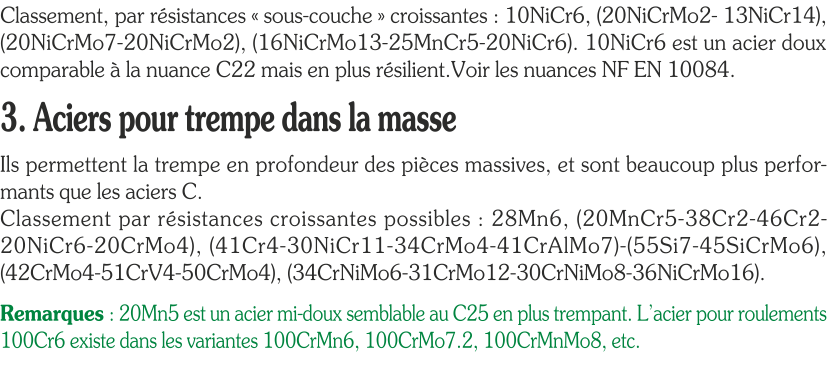 Classement, par résistances « sous-couche » croissantes : 10NiCr6, (20NiCrMo2- 13NiCr14),
(20NiCrMo7-20NiCrMo2), (16NiCrMo13-25MnCr5-20NiCr6). 10NiCr6 est un acier doux
comparable à la nuance C22 mais en plus résilient.Voir les nuances NF EN 10084.
3. Aciers pour trempe dans la masse
Ils permettent la trempe en profondeur des pièces massives, et sont beaucoup plus perfor-
mants que les aciers C.
Classement par résistances croissantes possibles : 28Mn6, (20MnCr5-38Cr2-46Cr2-
20NiCr6-20CrMo4), (41Cr4-30NiCr11-34CrMo4-41CrAlMo7)-(55Si7-45SiCrMo6),
(42CrMo4-51CrV4-50CrMo4), (34CrNiMo6-31CrMo12-30CrNiMo8-36NiCrMo16).
Remarques : 20Mn5 est un acier mi-doux semblable au C25 en plus trempant. L'acier pour roulements
100Cr6 existe dans les variantes 100CrMn6, 100CrMo7.2, 100CrMnMo8, etc.